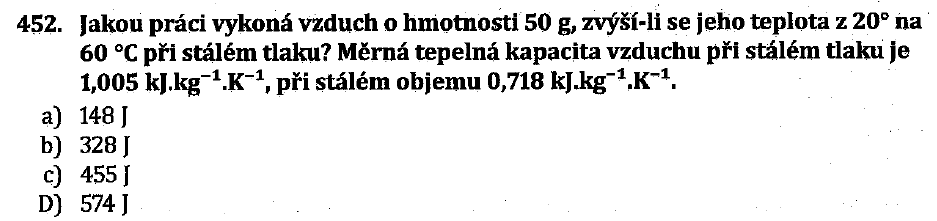 452. Jakou práci vykoná vzduch o hmotnosti 50 g, zvýší-li se jeho teplota z 20° na
60 °C při stálém tlaku? Měrná tepelná kapacita vzduchu při stálém tlaku je
1,005 kJ.kg⁻¹.K⁻¹, při stálém objemu 0,718 kJ.kg⁻¹.K⁻¹.
a) 148 J
b) 328 J
c) 455 J
D) 574 J